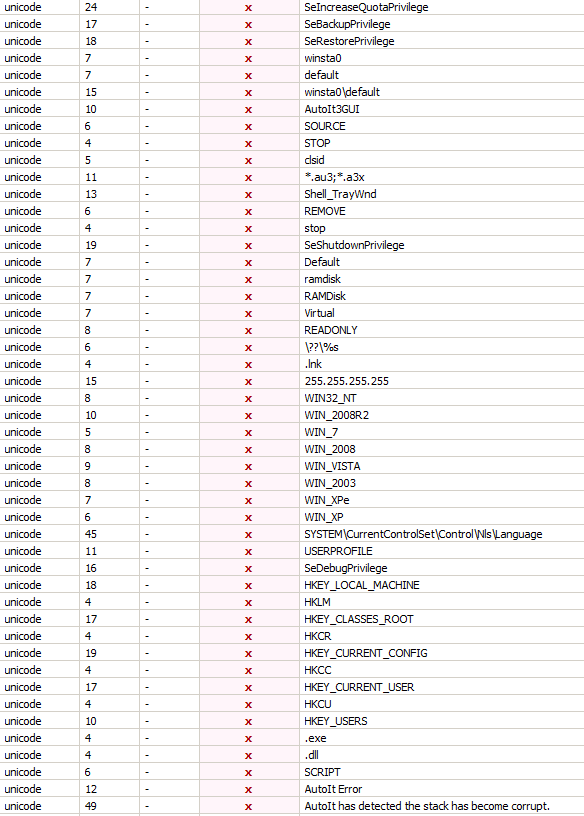 unicode 24 - x SeIncreaseQuotaPrivilege
unicode 17 - x SeBackupPrivilege
unicode 18 - x SeRestorePrivilege
unicode 7 - x winsta0
unicode 7 - x default
unicode 15 - x winsta0\default
unicode 10 - x AutoIt3GUI
unicode 6 - x SOURCE
unicode 4 - x STOP
unicode 5 - x clsid
unicode 11 - x *.au3;*.a3x
unicode 13 - x Shell_TrayWnd
unicode 6 - x REMOVE
unicode 4 - x stop
unicode 19 - x SeShutdownPrivilege
unicode 7 - x Default
unicode 7 - x ramdisk
unicode 7 - x RAMDisk
unicode 7 - x Virtual
unicode 8 - x READONLY
unicode 6 - x \??\%s
unicode 4 - x .lnk
unicode 15 - x 255.255.255.255
unicode 8 - x WIN32_NT
unicode 10 - x WIN_2008R2
unicode 5 - x WIN_7
unicode 8 - x WIN_2008
unicode 9 - x WIN_VISTA
unicode 8 - x WIN_2003
unicode 7 - x WIN_XPe
unicode 6 - x WIN_XP
unicode 45 - x SYSTEM\CurrentControlSet\Control\Nls\Language
unicode 11 - x USERPROFILE
unicode 16 - x SeDebugPrivilege
unicode 18 - x HKEY_LOCAL_MACHINE
unicode 4 - x HKLM
unicode 17 - x HKEY_CLASSES_ROOT
unicode 4 - x HKCR
unicode 19 - x HKEY_CURRENT_CONFIG
unicode 4 - x HKCC
unicode 17 - x HKEY_CURRENT_USER
unicode 4 - x HKCU
unicode 10 - x HKEY_USERS
unicode 4 - x .exe
unicode 4 - x .dll
unicode 6 - x SCRIPT
unicode 12 - x AutoIt Error
unicode 49 - x AutoIt has detected the stack has become corrupt.